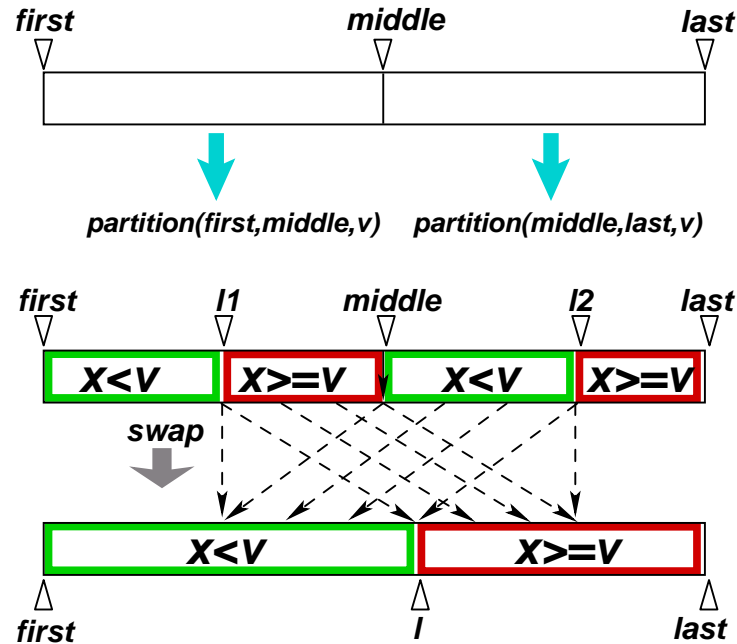 first middle last
partition(first,middle,v) partition(middle,last,v)
first l1 middle l2 last
x<v x>=v x<v x>=v
swap
x<v x>=v
first l last